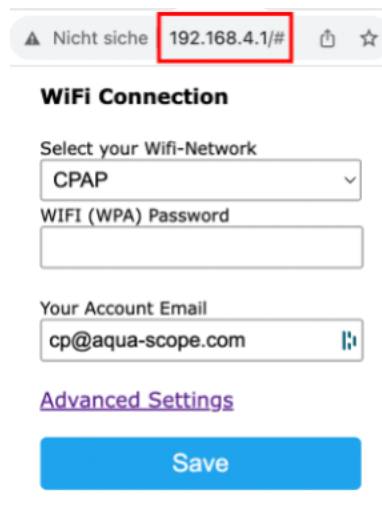 Nicht siche 192.168.4.1/#
WiFi Connection
Select your Wifi-Network
CPAP
WIFI (WPA) Password
Your Account Email
cp@aqua-scope.com
Advanced Settings
Save